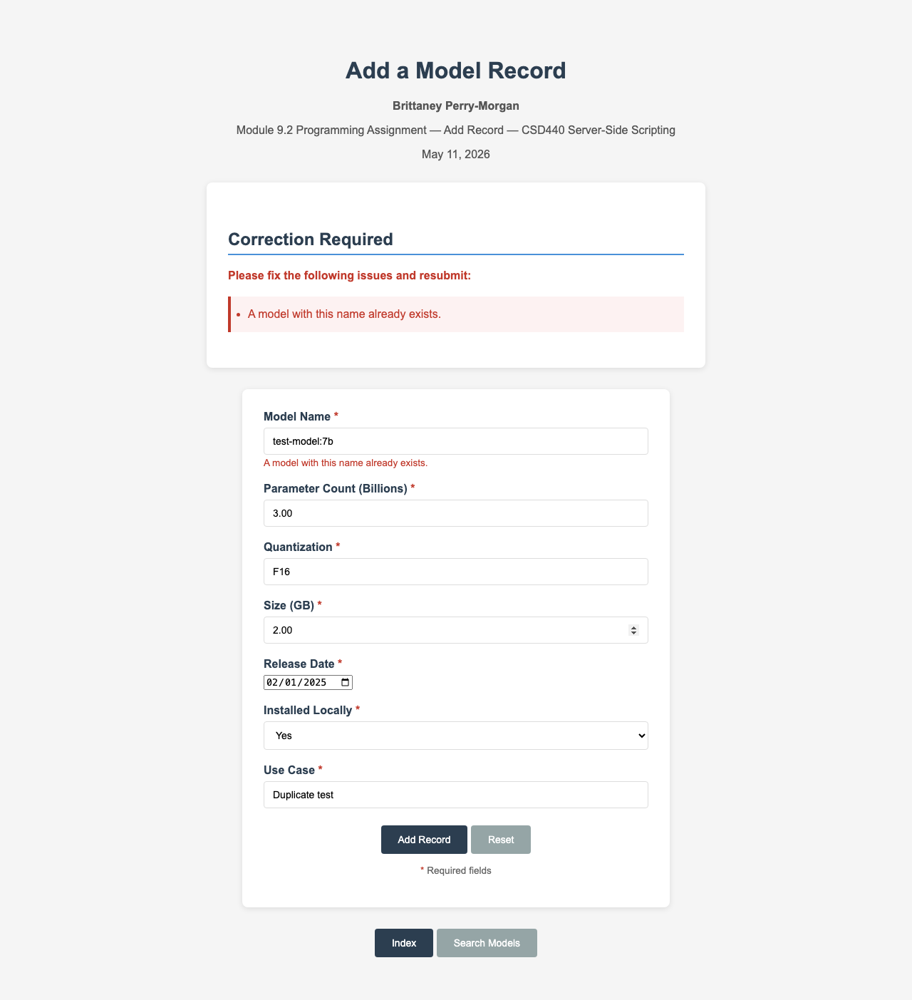 Add a Model Record
Brittaney Perry-Morgan
Module 9.2 Programming Assignment — Add Record — CSD440 Server-Side Scripting
May 11, 2026
Correction Required
Please fix the following issues and resubmit:
• A model with this name already exists.
Model Name *
test-model:7b
A model with this name already exists.
Parameter Count (Billions) *
3.00
Quantization *
F16
Size (GB) *
2.00
Release Date *
02/01/2025
Installed Locally *
Yes
Use Case *
Duplicate test
Add Record Reset
* Required fields
Index Search Models